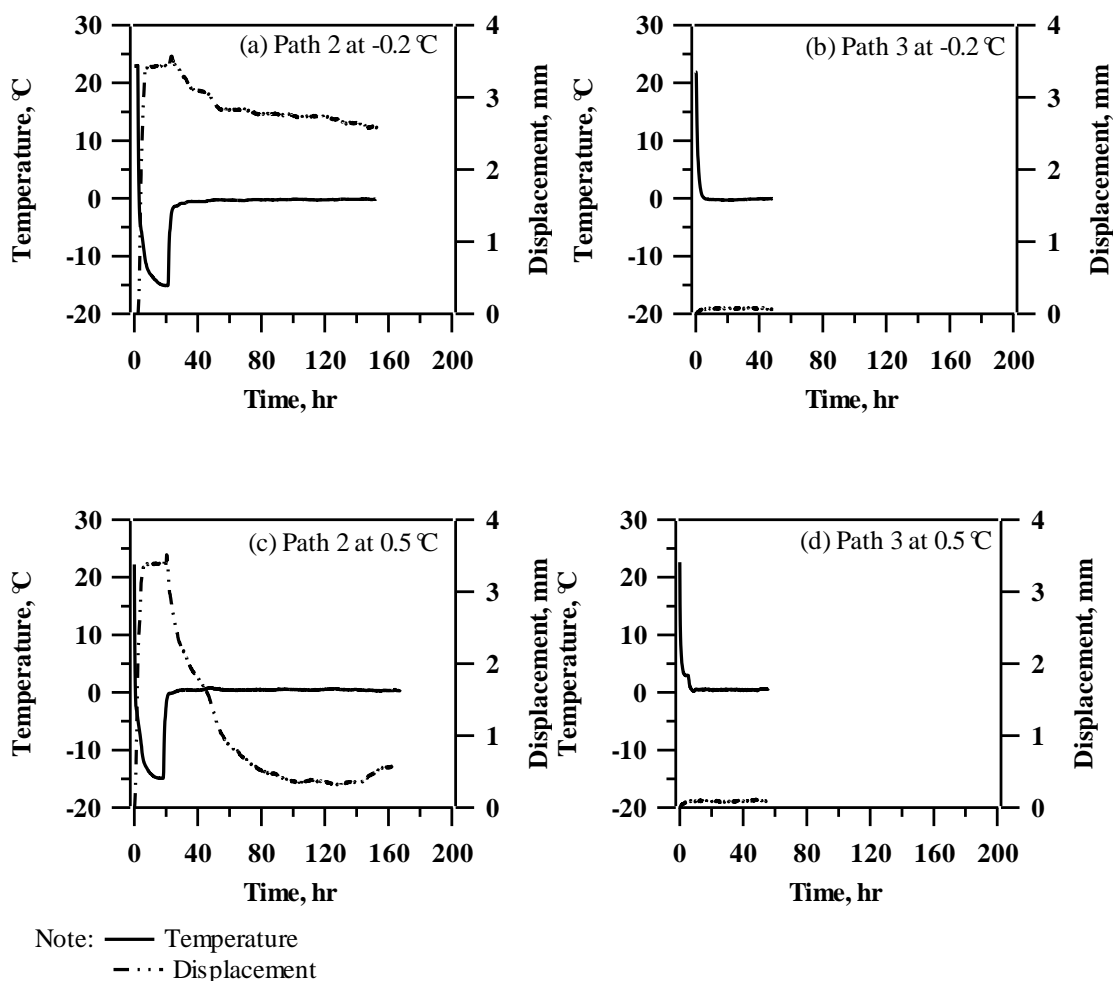 (a) Path 2 at -0.2 ℃
Temperature, ℃
30
20
10
0
-10
-20
4
3
2
1
0
Displacement, mm
0 40 80 120 160 200
Time, hr
(b) Path 3 at -0.2 ℃
Temperature, ℃
30
20
10
0
-10
-20
4
3
2
1
0
Displacement, mm
0 40 80 120 160 200
Time, hr
(c) Path 2 at 0.5 ℃
Temperature, ℃
30
20
10
0
-10
-20
4
3
2
1
0
Displacement, mm
0 40 80 120 160 200
Time, hr
(d) Path 3 at 0.5 ℃
Temperature, ℃
30
20
10
0
-10
-20
4
3
2
1
0
Displacement, mm
0 40 80 120 160 200
Time, hr
Note: Temperature
Displacement